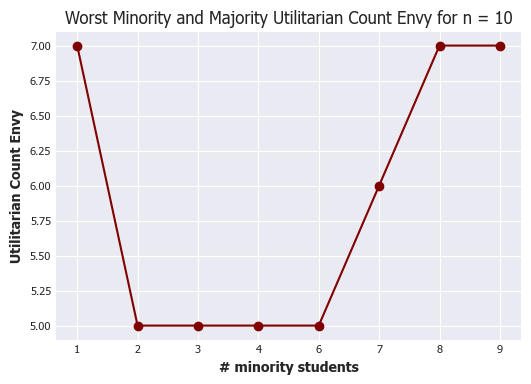 Worst Minority and Majority Utilitarian Count Envy for n = 10
7.00
6.75
6.50
6.25
6.00
5.75
5.50
5.25
5.00
Utilitarian Count Envy
1 2 3 4 6 7 8 9
# minority students